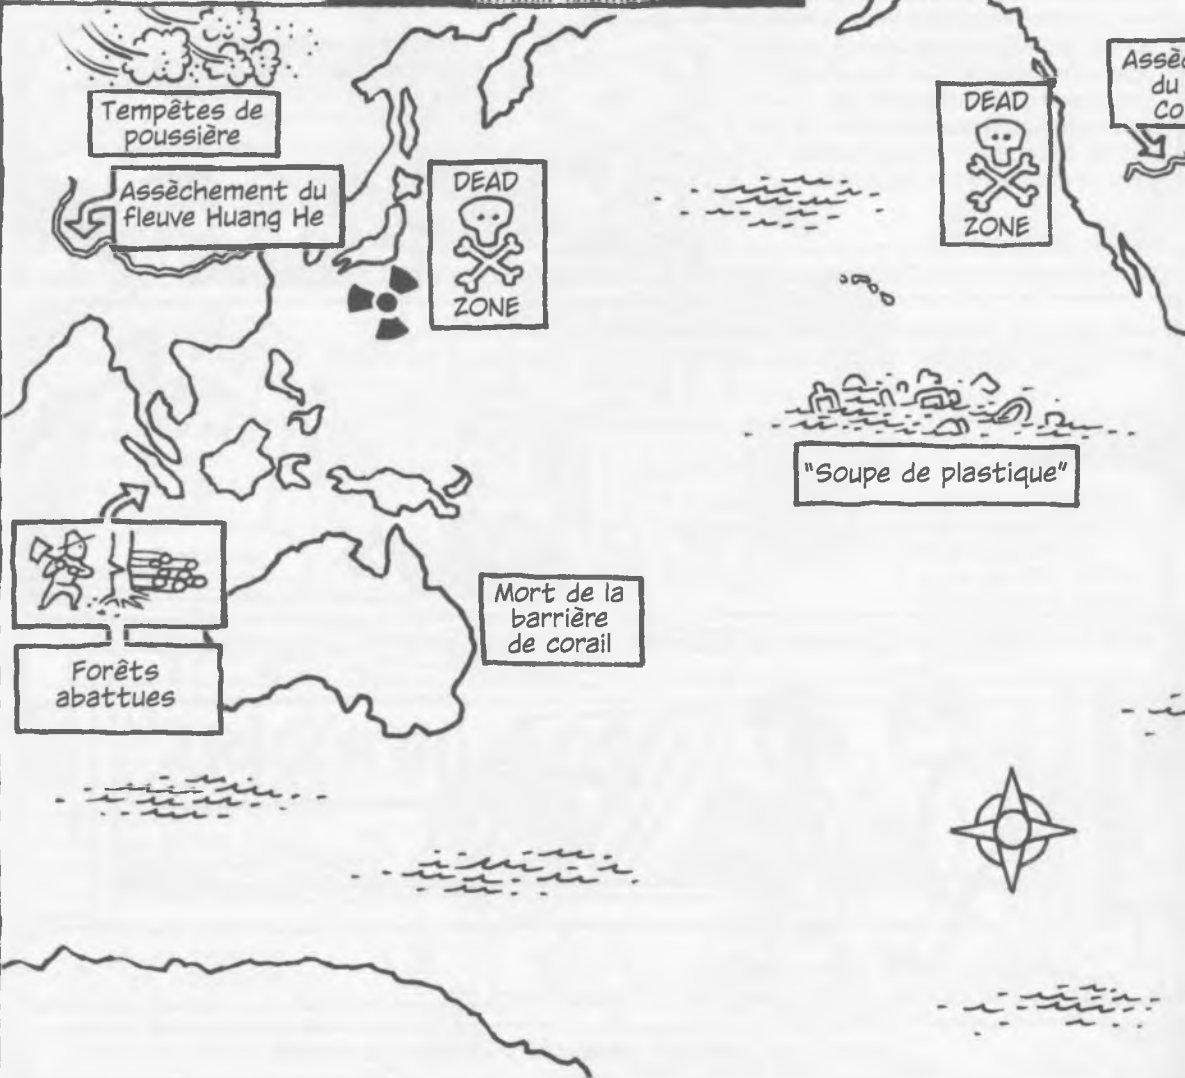 Tempêtes de
poussière
Assèchement du
fleuve Huang He
DEAD
ZONE
DEAD
ZONE
du
"Soupe de plastique"
Mort de la
barrière
de corail
Forêts
abattues